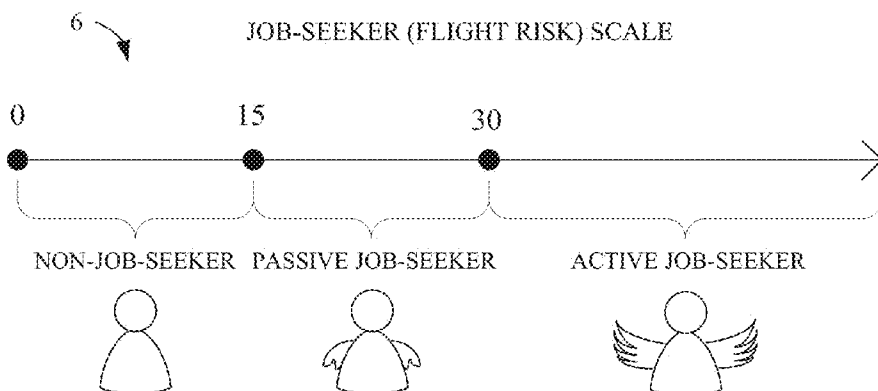 6
JOB-SEEKER (FLIGHT RISK) SCALE
0 15 30
NON-JOB-SEEKER PASSIVE JOB-SEEKER ACTIVE JOB-SEEKER